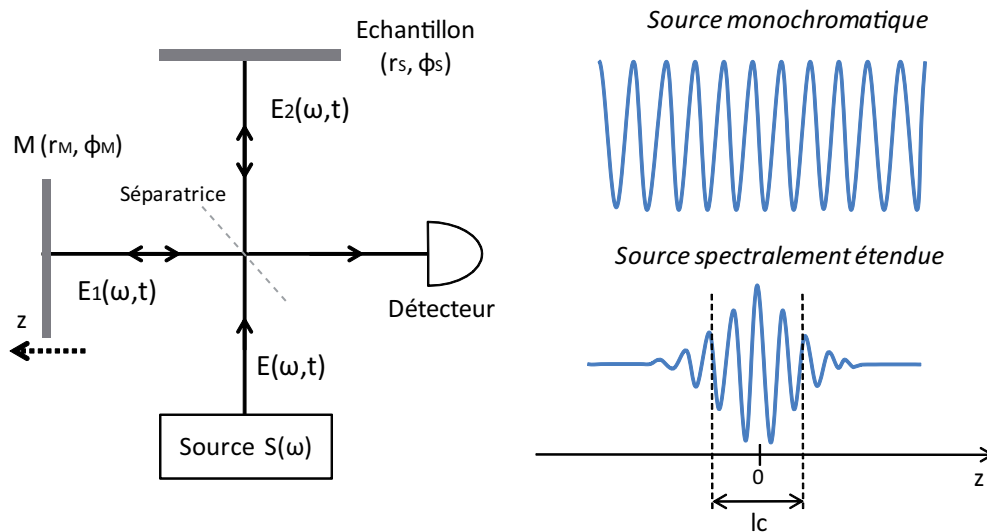 Echantillon
(rS, ϕS)
E2(ω,t)
M (rM, ϕM)
Séparatrice
E1(ω,t)
Détecteur
z
E(ω,t)
Source S(ω)
Source monochromatique
Source spectralement étendue
0
z
lc